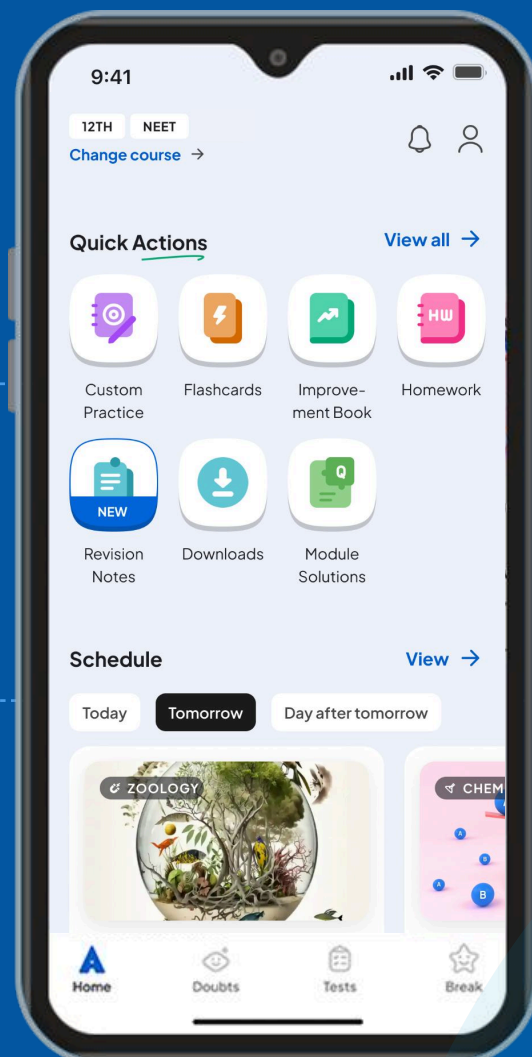 9:41
12TH NEET
Change course →
Quick Actions
View all →
HW
Custom Practice
Flashcards
Improve-
ment Book
Homework
NEW
Q
Revision
Notes
Downloads
Module
Solutions
Schedule
View →
Today Tomorrow Day after tomorrow
ZOOLOGY
CHEM
A
B
A
B
Home Doubts Tests Break